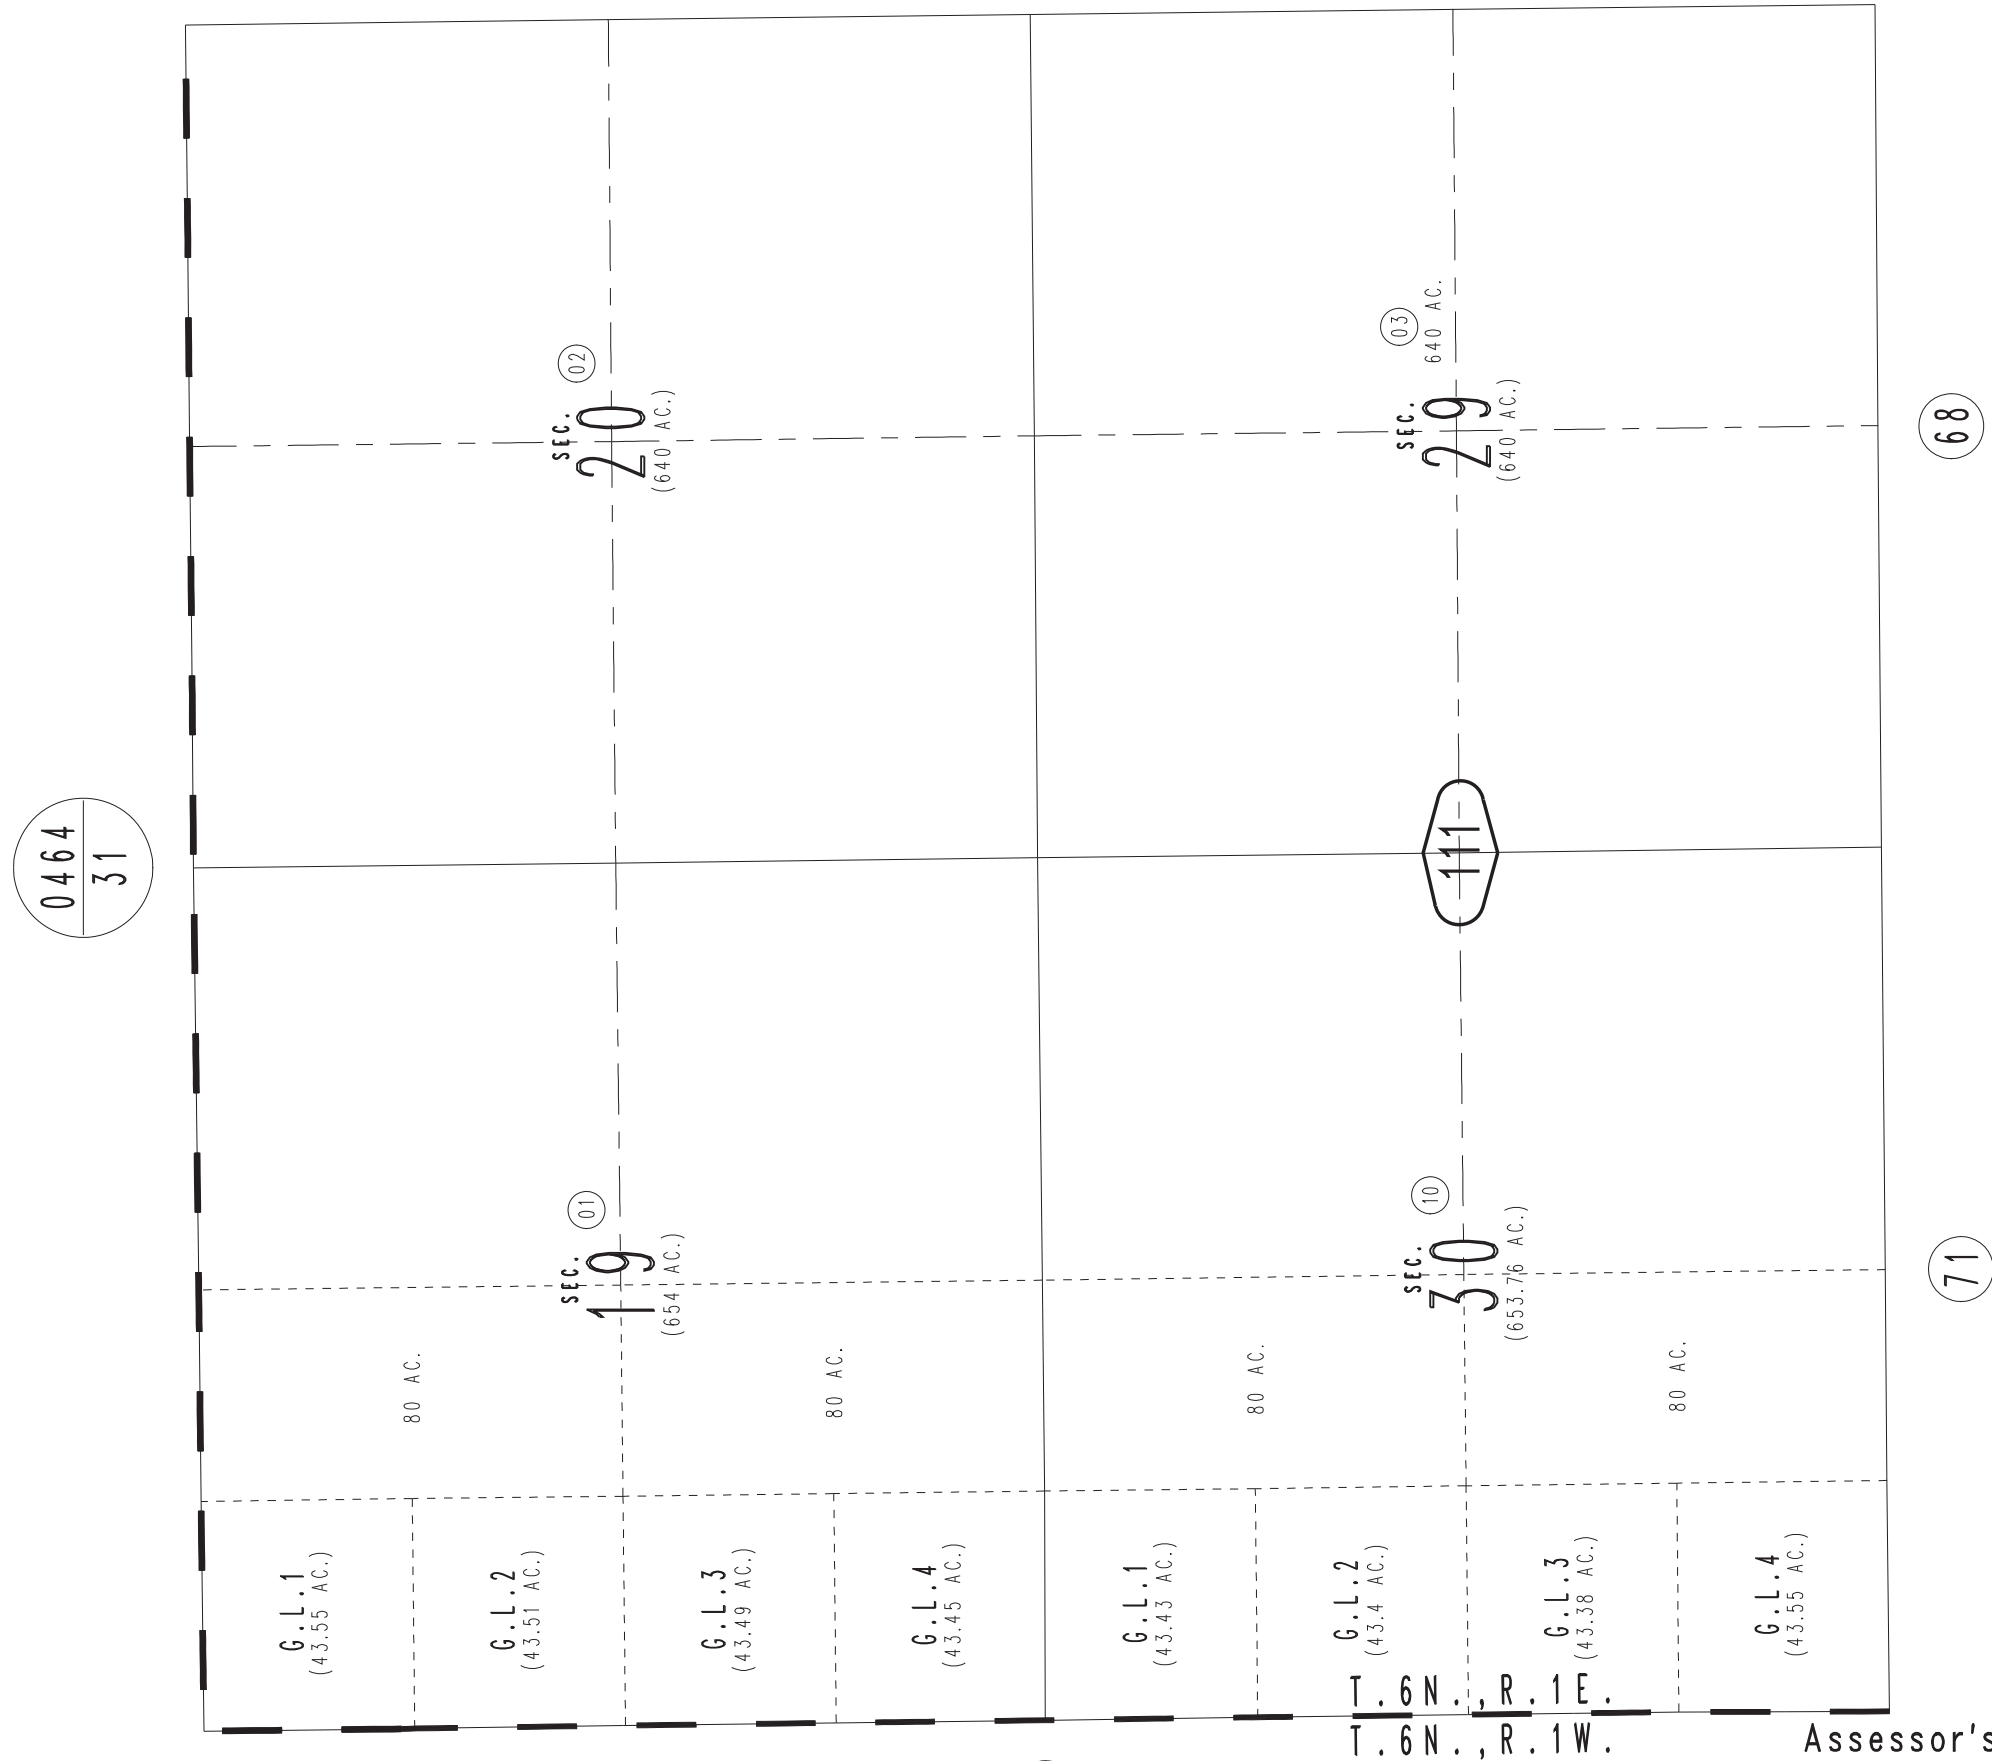 0464
31
SEC.
19
(654 AC.)
01
80 AC.
80 AC.
G.L.1
(43.55 AC.)
G.L.2
(43.51 AC.)
G.L.3
(43.49 AC.)
G.L.4
(43.45 AC.)
SEC.
20
(640 AC.)
02
SEC.
29
(640 AC.)
03
640 AC.
111
SEC.
30
(653.76 AC.)
10
80 AC.
80 AC.
G.L.1
(43.43 AC.)
G.L.2
(43.4 AC.)
G.L.3
(43.38 AC.)
G.L.4
(43.55 AC.)
68
71
T.6N.,R.1E.
T.6N.,R.1W.
Assessor's